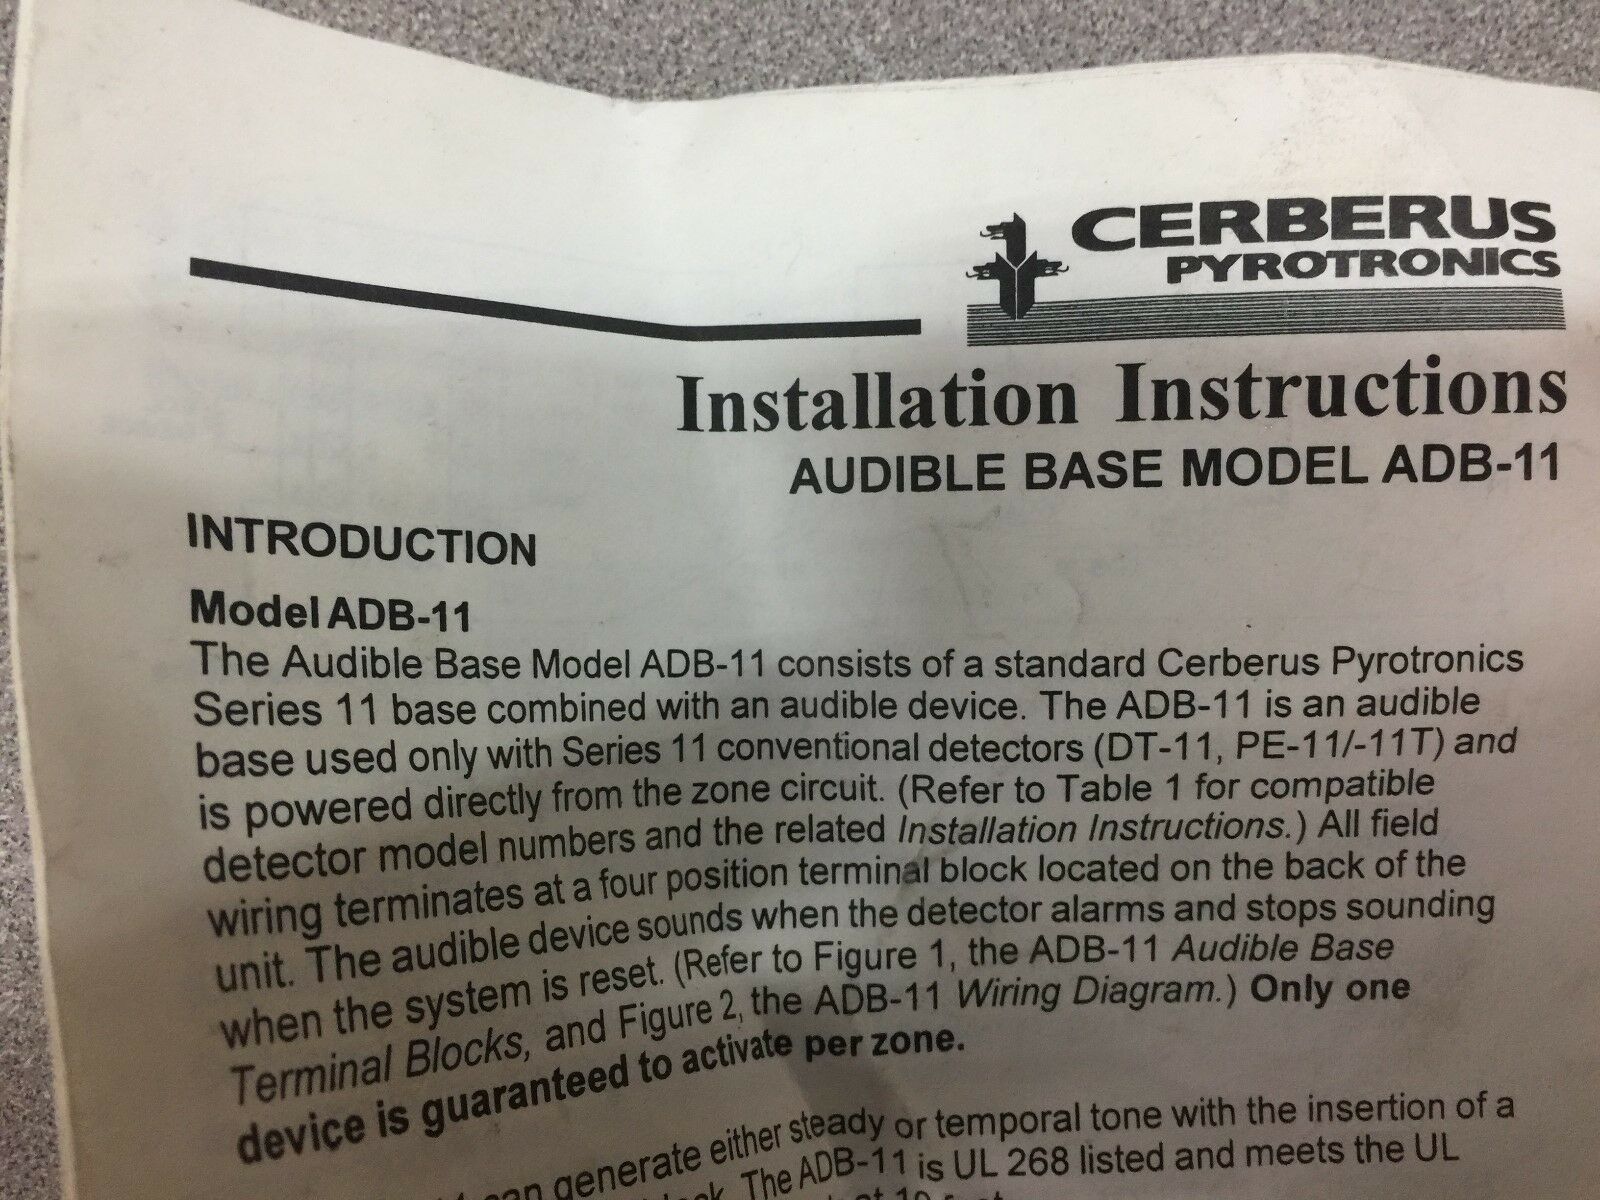 CERBERUS
PYROTRONICS
Installation Instructions
AUDIBLE BASE MODEL ADB-11
INTRODUCTION
Model ADB-11
The Audible Base Model ADB-11 consists of a standard Cerberus Pyrotronics
Series 11 base combined with an audible device. The ADB-11 is an audible
base used only with Series 11 conventional detectors (DT-11, PE-11/-11T) and
is powered directly from the zone circuit. (Refer to Table 1 for compatible
detector model numbers and the related Installation Instructions.) All field
wiring terminates at a four position terminal block located on the back of the
unit. The audible device sounds when the detector alarms and stops sounding
when the system is reset. (Refer to Figure 1, the ADB-11 Audible Base
Terminal Blocks, and Figure 2, the ADB-11 Wiring Diagram.) Only one
device is guaranteed to activate per zone.
can generate either steady or temporal tone with the insertion of a
The ADB-11 is UL 268 listed and meets the UL
at 10 feet